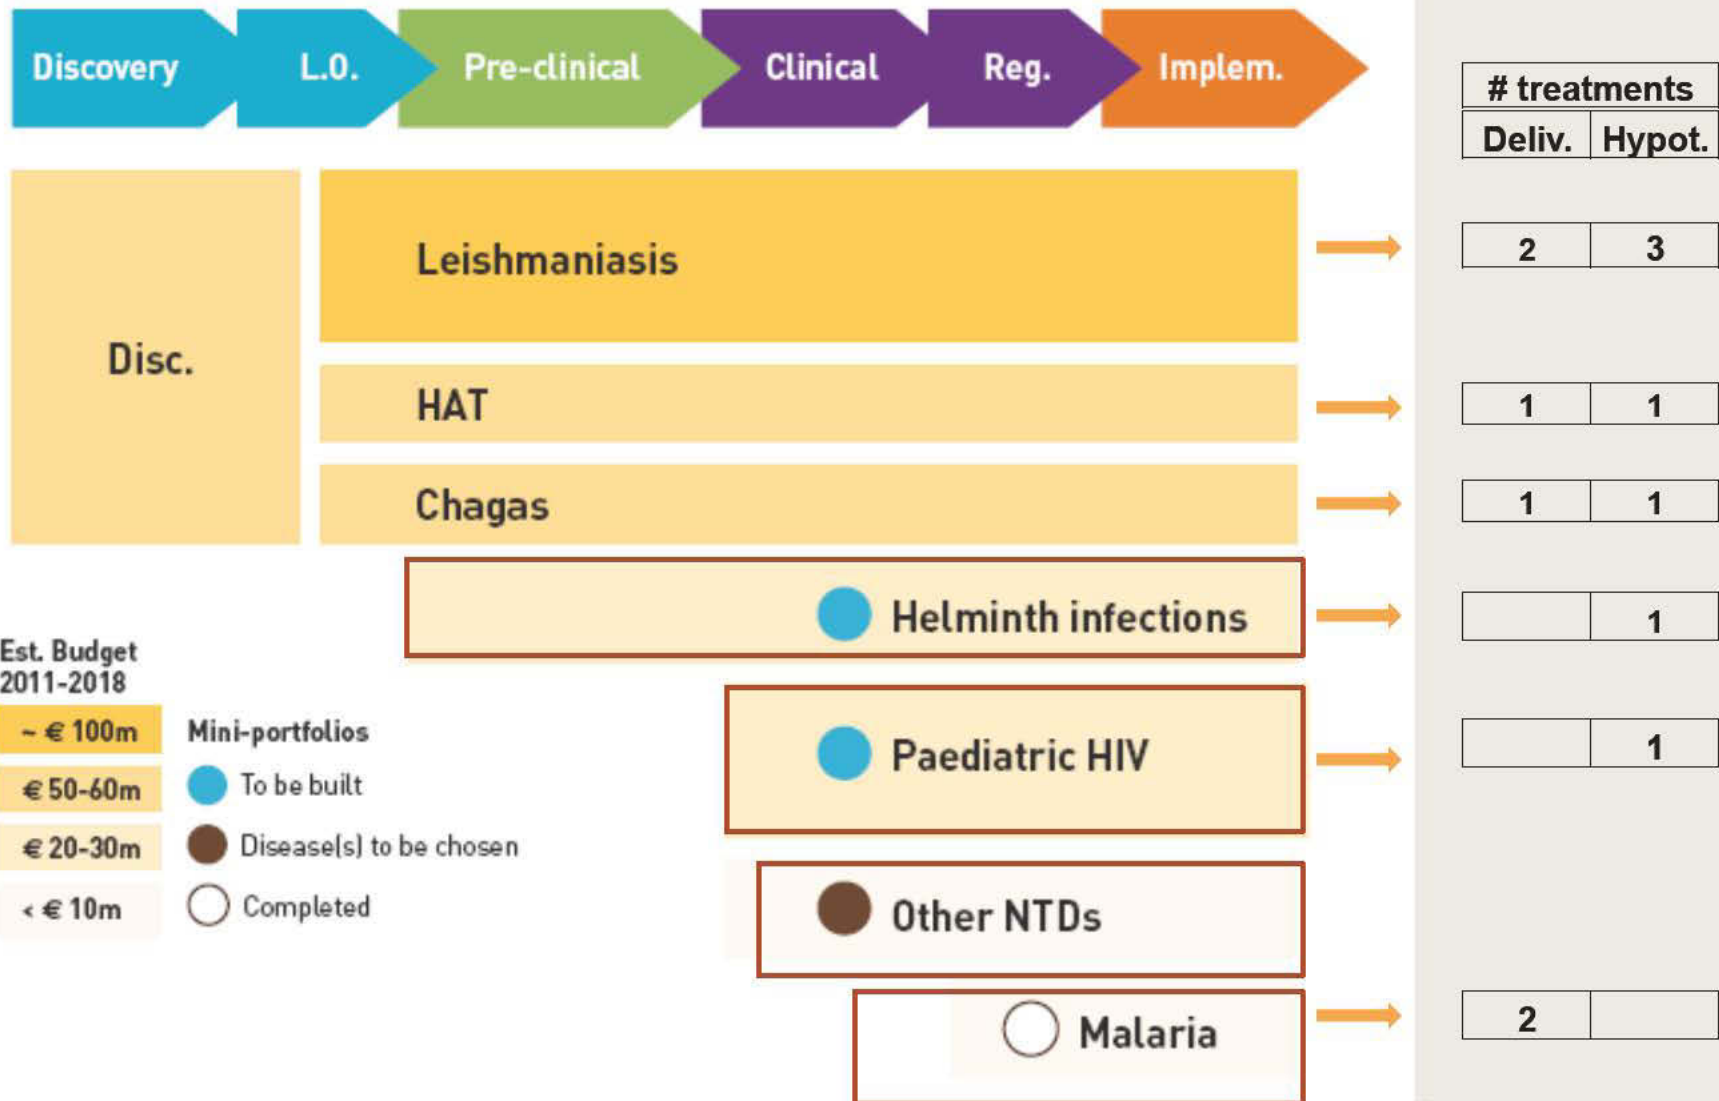 Discovery L.O. Pre-clinical Clinical Reg. Implem.
# treatments
Deliv. Hypot.
Disc.
Leishmaniasis
2 3
HAT
1 1
Chagas
1 1
Helminth infections
1
Paediatric HIV
1
Other NTDs
Malaria
2
Est. Budget
2011-2018
~ € 100m
€ 50-60m
€ 20-30m
< € 10m
Mini-portfolios
To be built
Disease(s) to be chosen
Completed